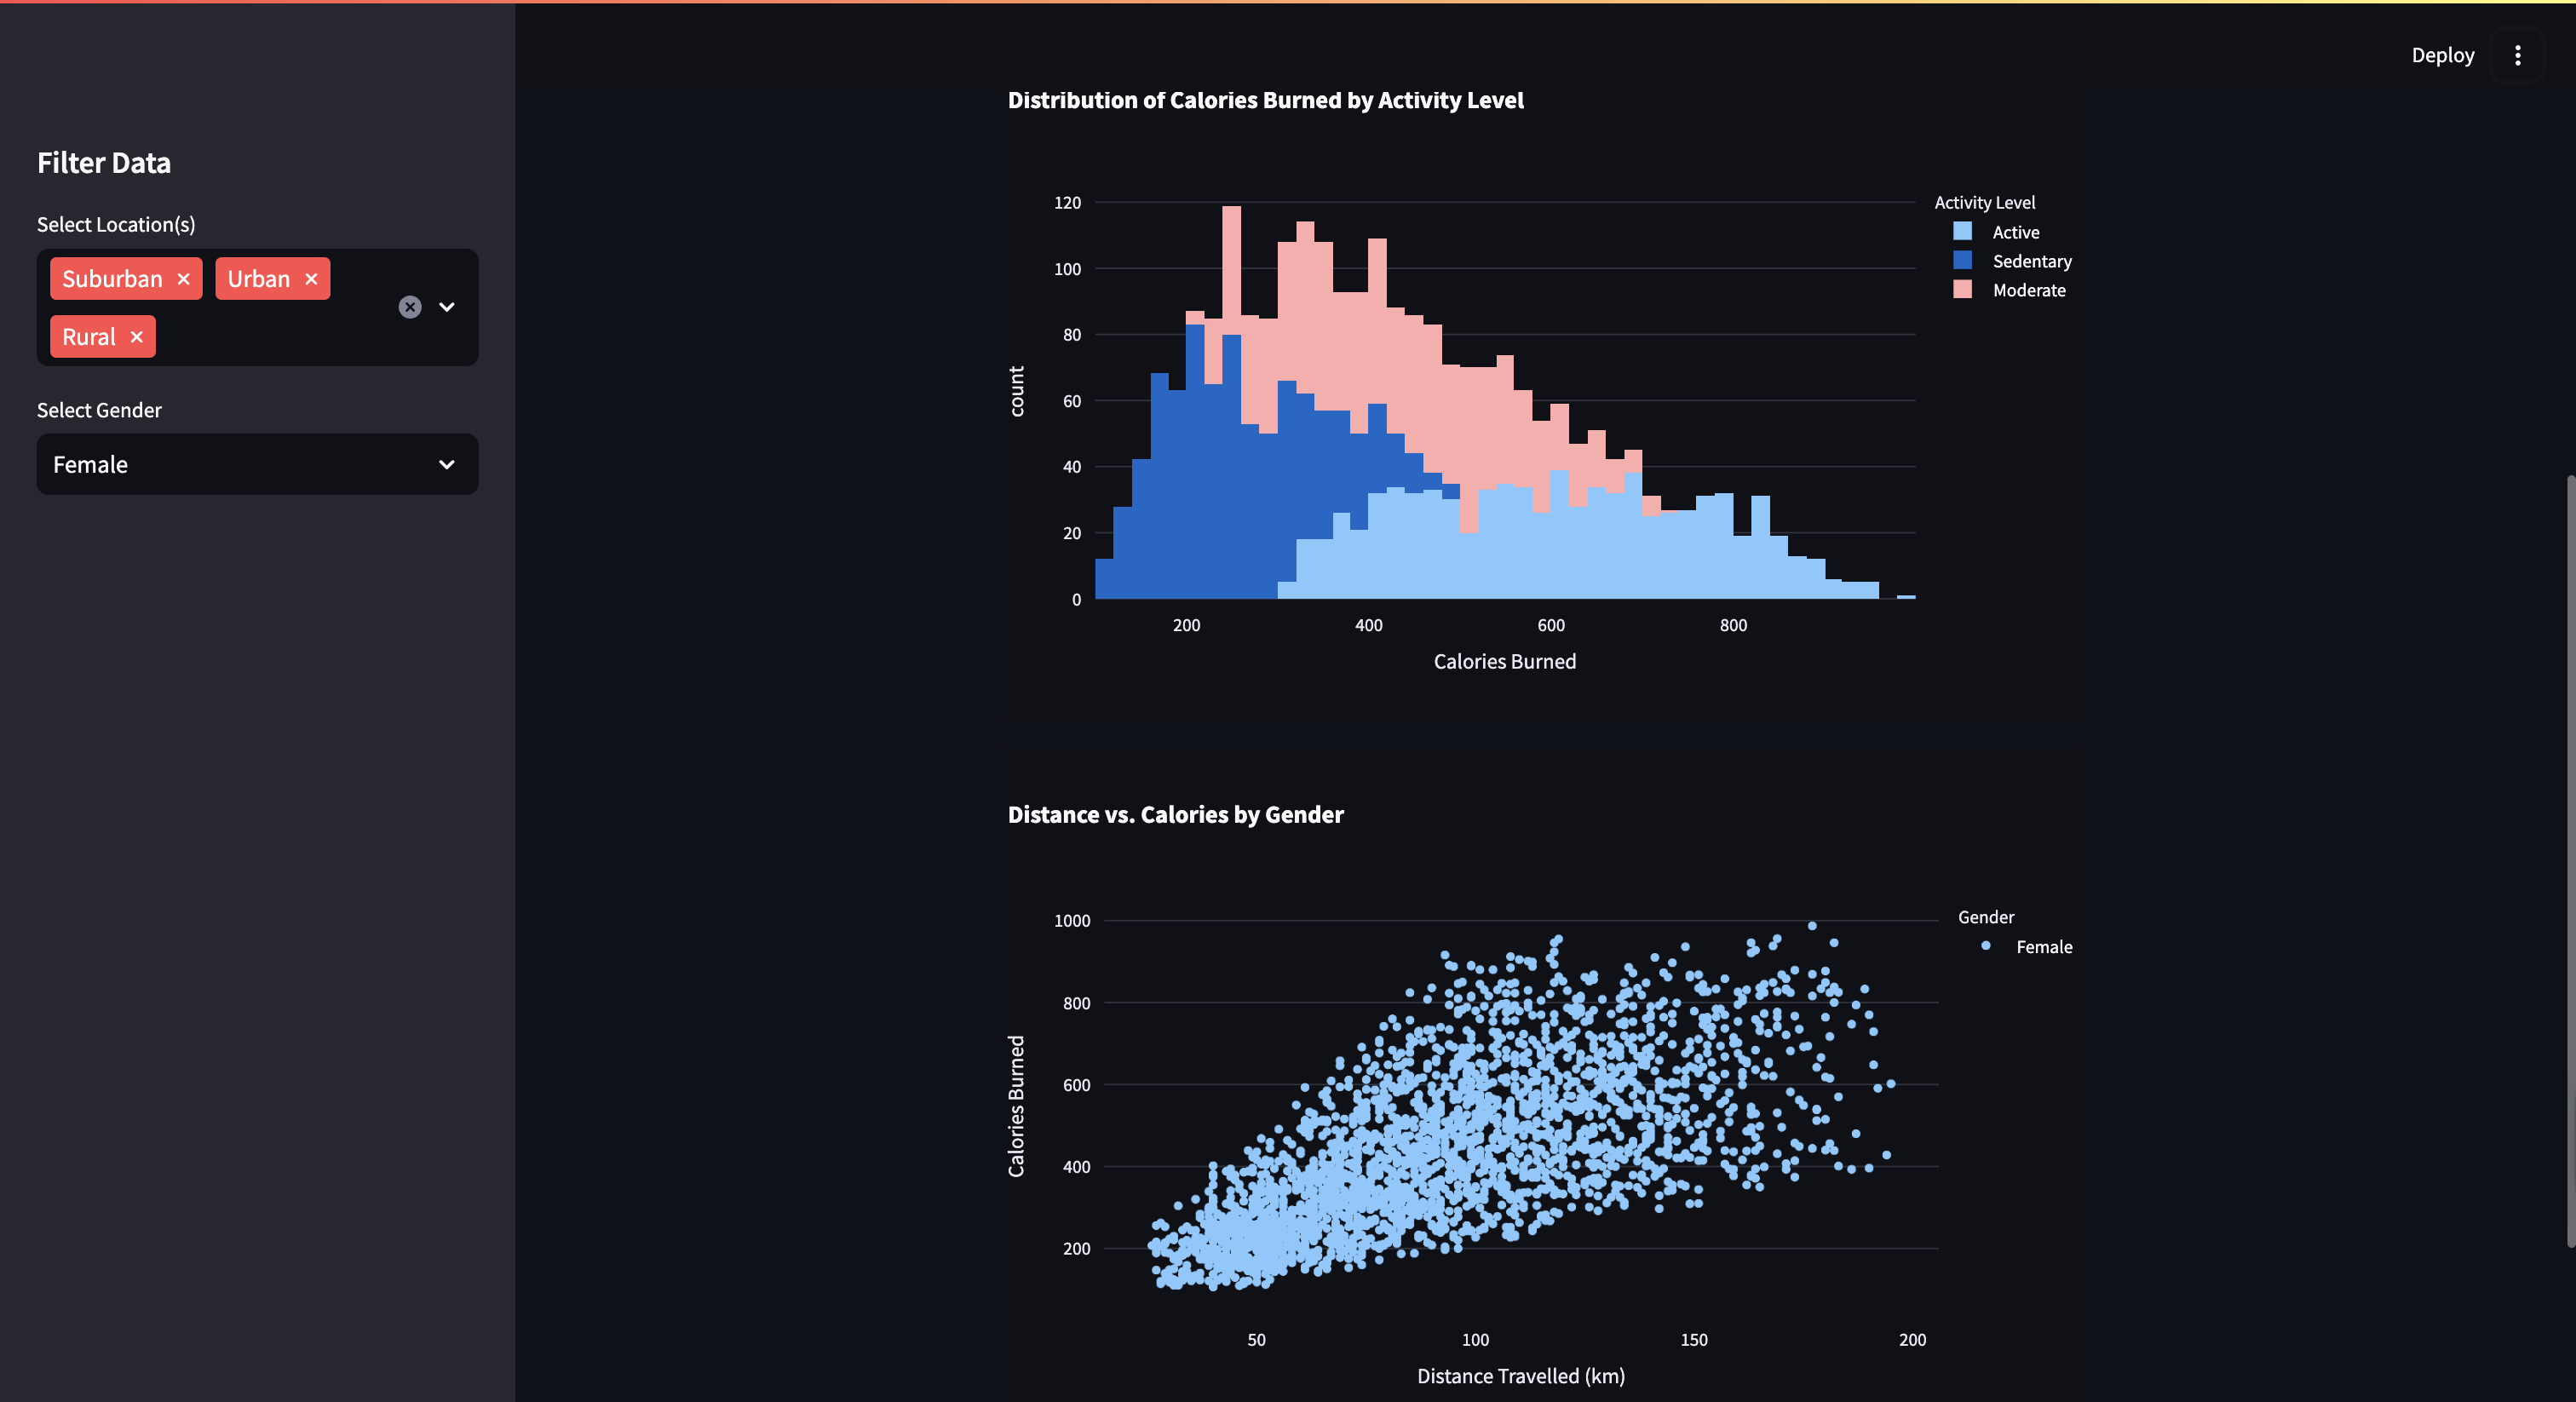 Deploy
Filter Data
Select Location(s)
Suburban
Urban
Rural
Select Gender
Female
Distribution of Calories Burned by Activity Level
120
100
80
60
40
20
0
count
200 400 600 800
Calories Burned
Activity Level
Active
Sedentary
Moderate
Distance vs. Calories by Gender
1000
800
600
400
200
Calories Burned
50 100 150 200
Distance Travelled (km)
Gender
Female